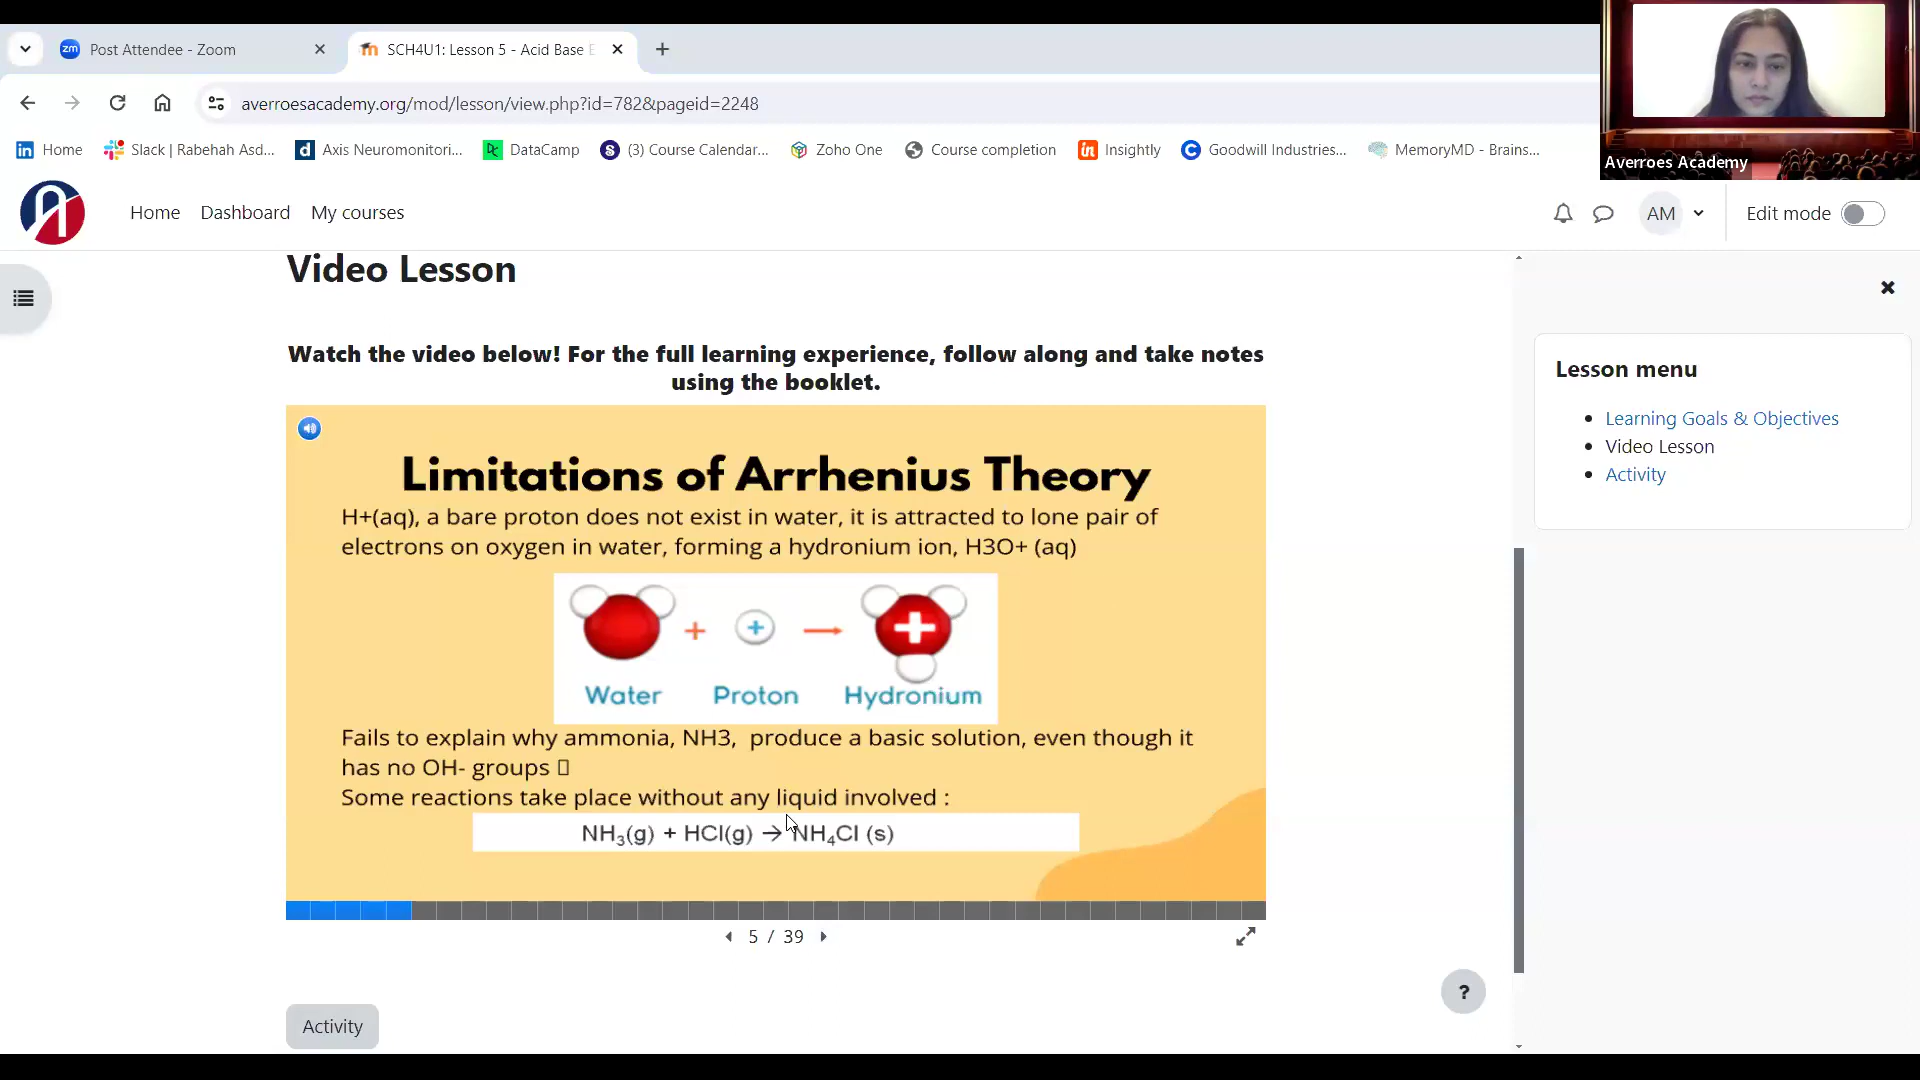 Post Attendee - Zoom
SCH4U1: Lesson 5 - Acid Base E
averroesacademy.org/mod/lesson/view.php?id=782&pageid=2248
Home
Slack | Rabehah Asd...
Axis Neuromonitori...
DataCamp
(3) Course Calendar...
Zoho One
Course completion
Insightly
Goodwill Industries...
MemoryMD - Brains...
Averroes Academy
Home Dashboard My courses
AM
Edit mode
Video Lesson
Watch the video below! For the full learning experience, follow along and take notes
using the booklet.
Limitations of Arrhenius Theory
H+(aq), a bare proton does not exist in water, it is attracted to lone pair of
electrons on oxygen in water, forming a hydronium ion, H3O+ (aq)
+ + → +
Water Proton Hydronium
Fails to explain why ammonia, NH3, produce a basic solution, even though it
has no OH- groups
Some reactions take place without any liquid involved :
NH₃(g) + HCl(g) → NH₄Cl (s)
5 / 39
Activity
?
Lesson menu
Learning Goals & Objectives
Video Lesson
Activity